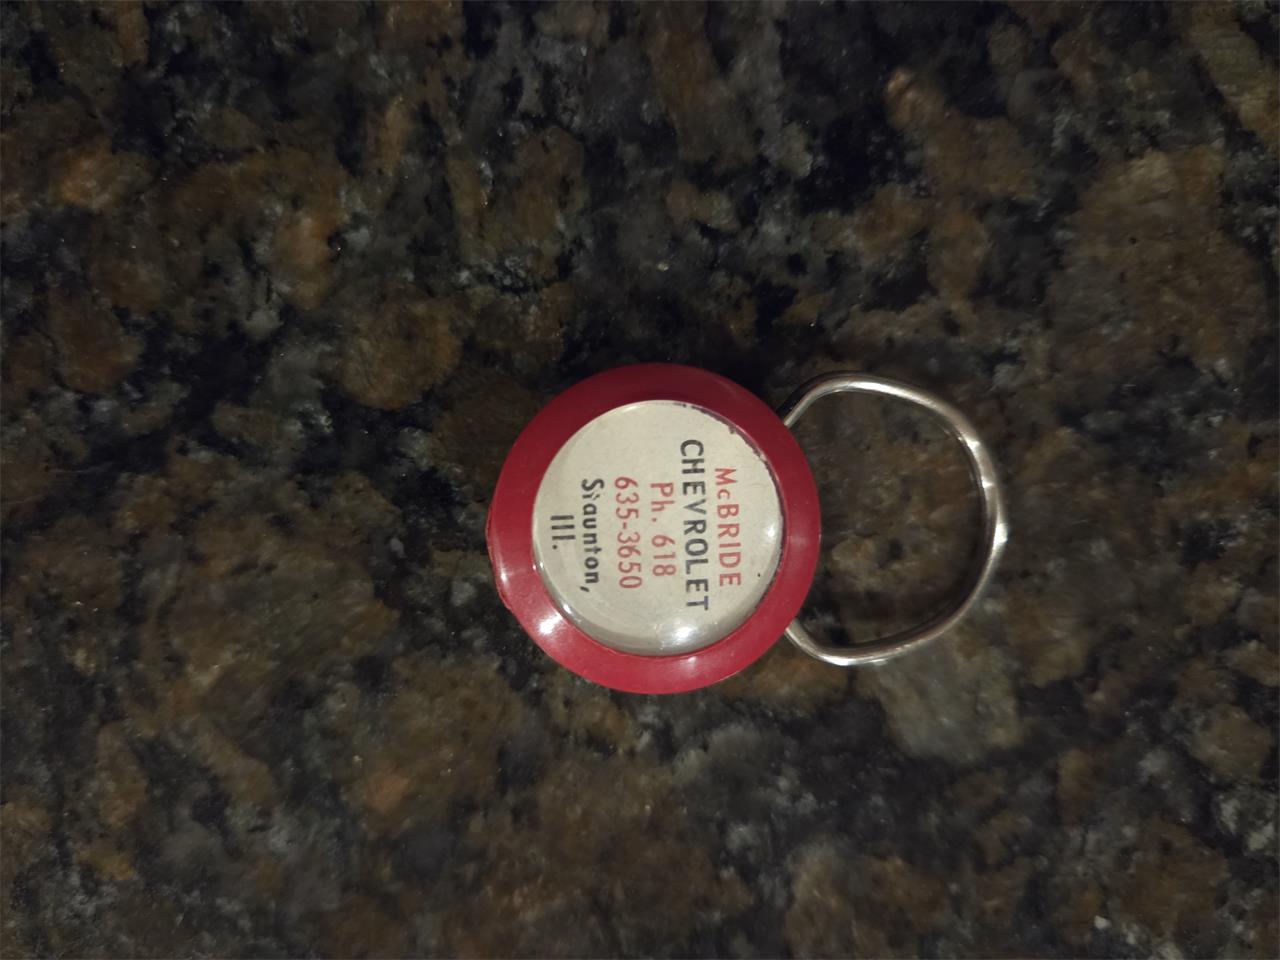 McBRIDE
CHEVROLET
Ph. 618
635-3650
Staunton,
Ill.